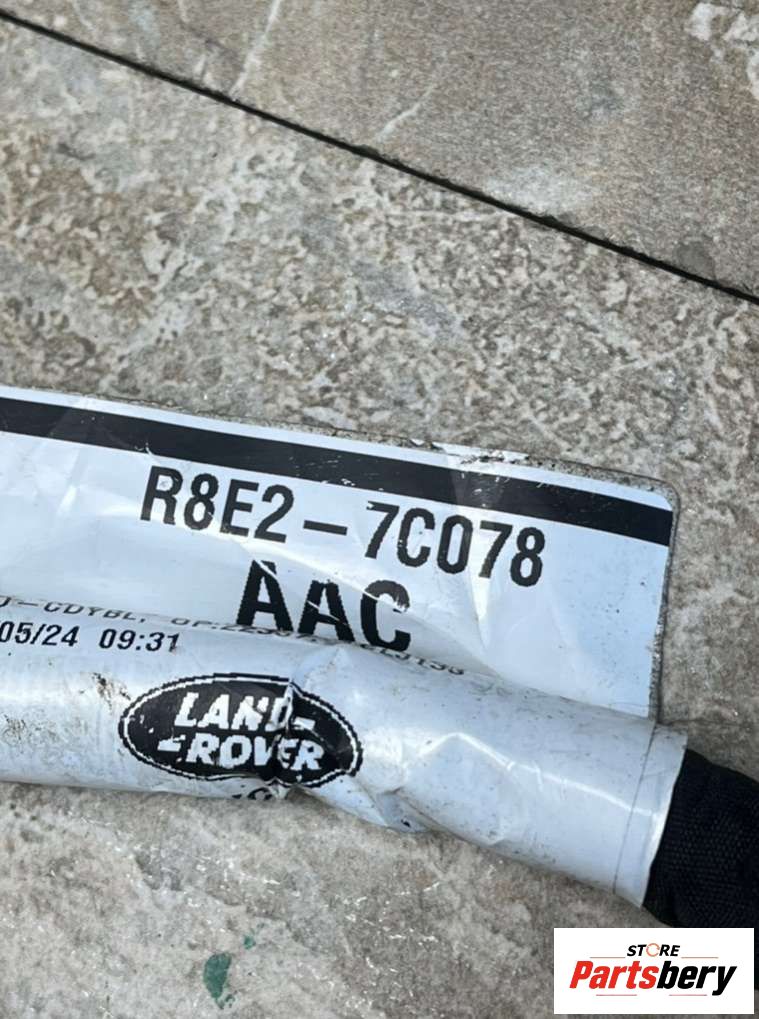 R8E2-7C078
AAC
05/24 09:31
LAND-
-ROVER
STORE
Partsbery